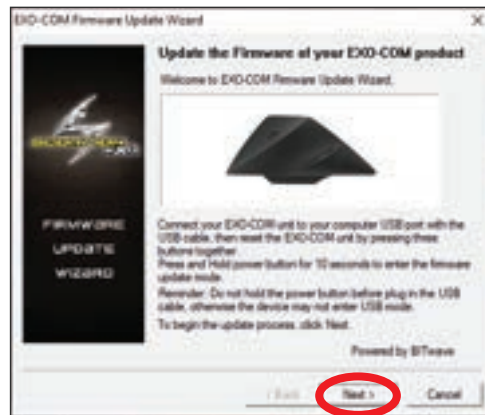 EXO-COM Firmware Update Wizard
FIRMWARE
UPDATE
WIZARD
Update the Firmware of your EXO-COM product
Welcome to EXO-COM Firmware Update Wizard.
Connect your EXO-COM unit to your computer USB port with the
USB cable, then reset the EXO-COM unit by pressing three
buttons together.
Press and Hold power button for 10 seconds to enter the firmware
update mode.
Reminder: Do not hold the power button before plug in the USB
cable, otherwise the device may not enter USB mode.
To begin the update process, click Next.
Powered by BITwave
< Back
Next >
Cancel